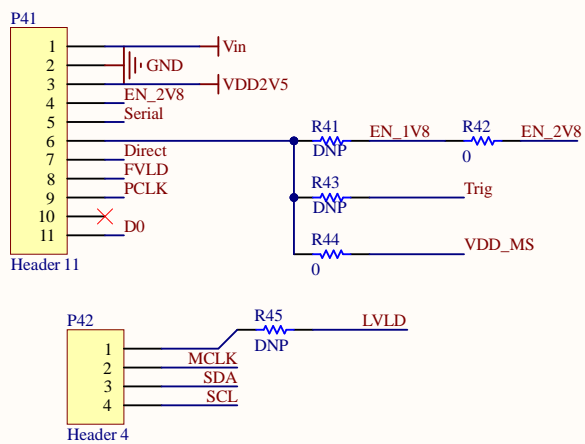 P41
1 Vin
2 GND
3 VDD2V5
4 EN_2V8
5 Serial
6
7 Direct
8 FVLD
9 PCLK
10
11 D0
Header 11
R41
DNP
EN_1V8
R42
0
EN_2V8
R43
DNP
Trig
R44
0
VDD_MS
P42
1
2 MCLK
3 SDA
4 SCL
Header 4
R45
DNP
LVLD